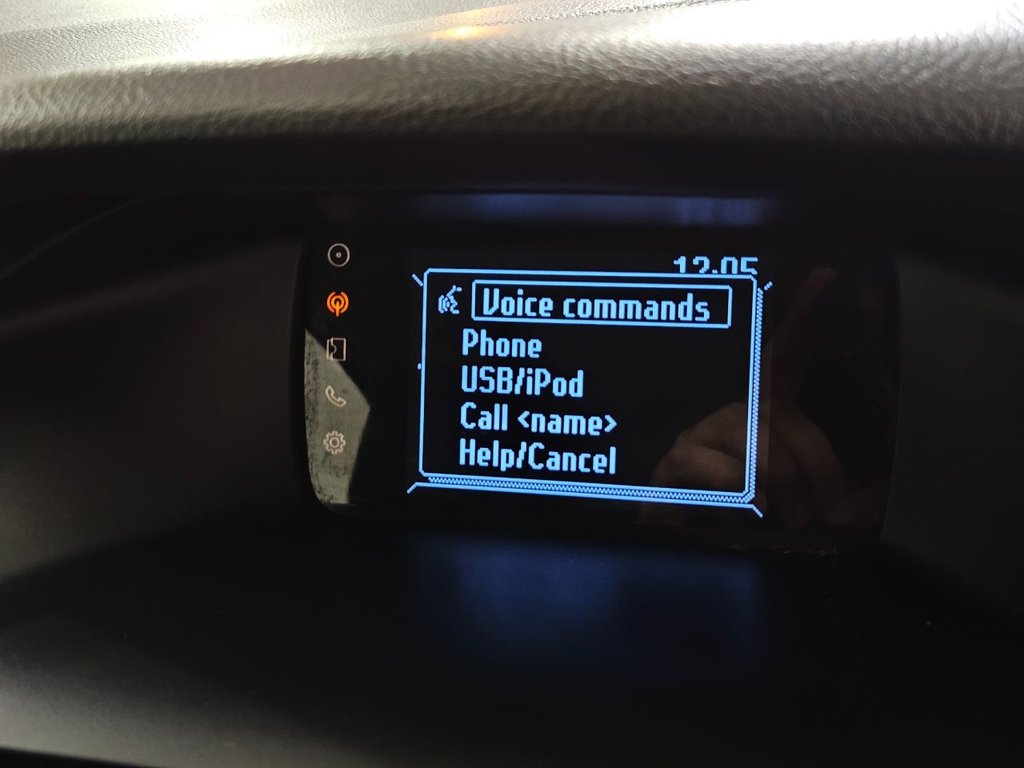 12:05
Voice commands
Phone
USB/iPod
Call <name>
Help/Cancel